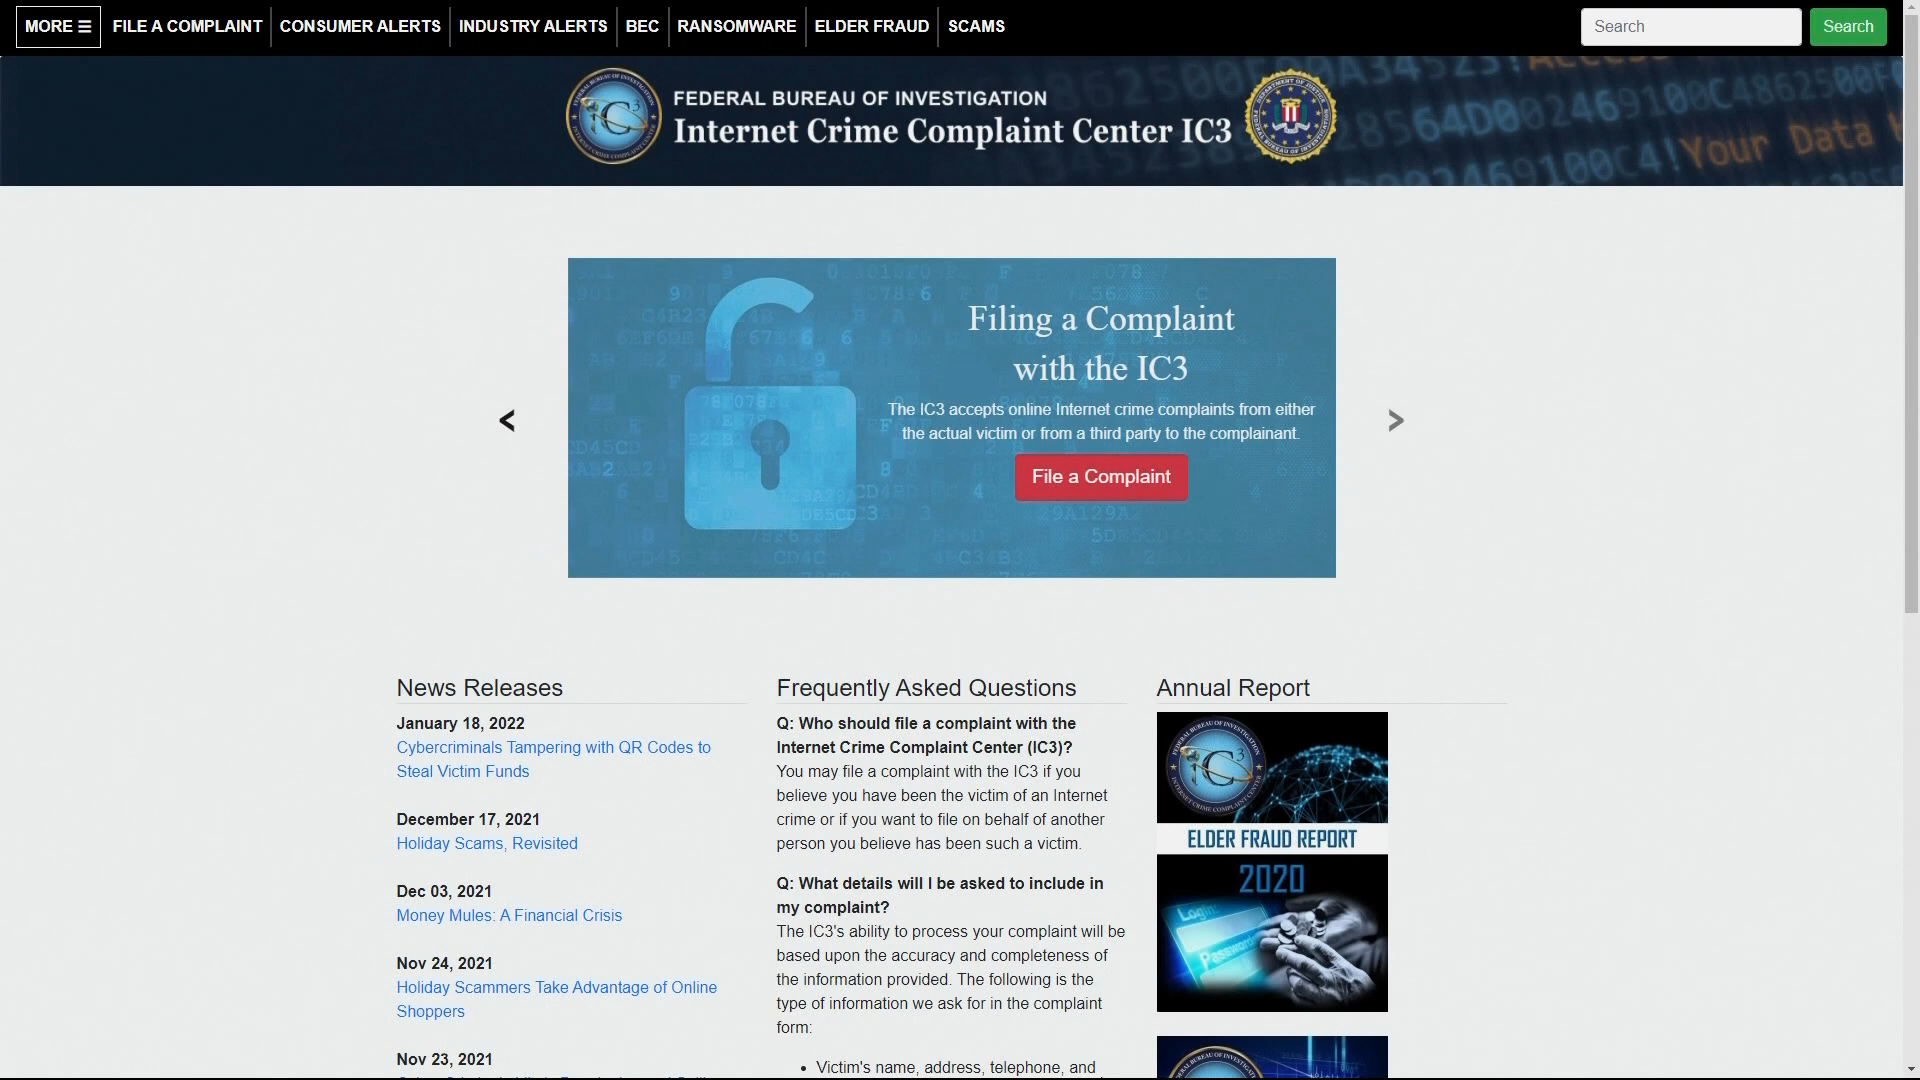 MORE ☰ FILE A COMPLAINT CONSUMER ALERTS INDUSTRY ALERTS BEC RANSOMWARE ELDER FRAUD SCAMS Search Search
FEDERAL BUREAU OF INVESTIGATION
Internet Crime Complaint Center IC3
Your Data
Filing a Complaint
with the IC3
The IC3 accepts online Internet crime complaints from either
the actual victim or from a third party to the complainant.
File a Complaint
<
>
News Releases
January 18, 2022
Cybercriminals Tampering with QR Codes to
Steal Victim Funds
December 17, 2021
Holiday Scams, Revisited
Dec 03, 2021
Money Mules: A Financial Crisis
Nov 24, 2021
Holiday Scammers Take Advantage of Online
Shoppers
Nov 23, 2021
Frequently Asked Questions
Q: Who should file a complaint with the
Internet Crime Complaint Center (IC3)?
You may file a complaint with the IC3 if you
believe you have been the victim of an Internet
crime or if you want to file on behalf of another
person you believe has been such a victim.
Q: What details will I be asked to include in
my complaint?
The IC3's ability to process your complaint will be
based upon the accuracy and completeness of
the information provided. The following is the
type of information we ask for in the complaint
form:
• Victim's name, address, telephone, and
Annual Report
IC3
ELDER FRAUD REPORT
2020
Login:
Password